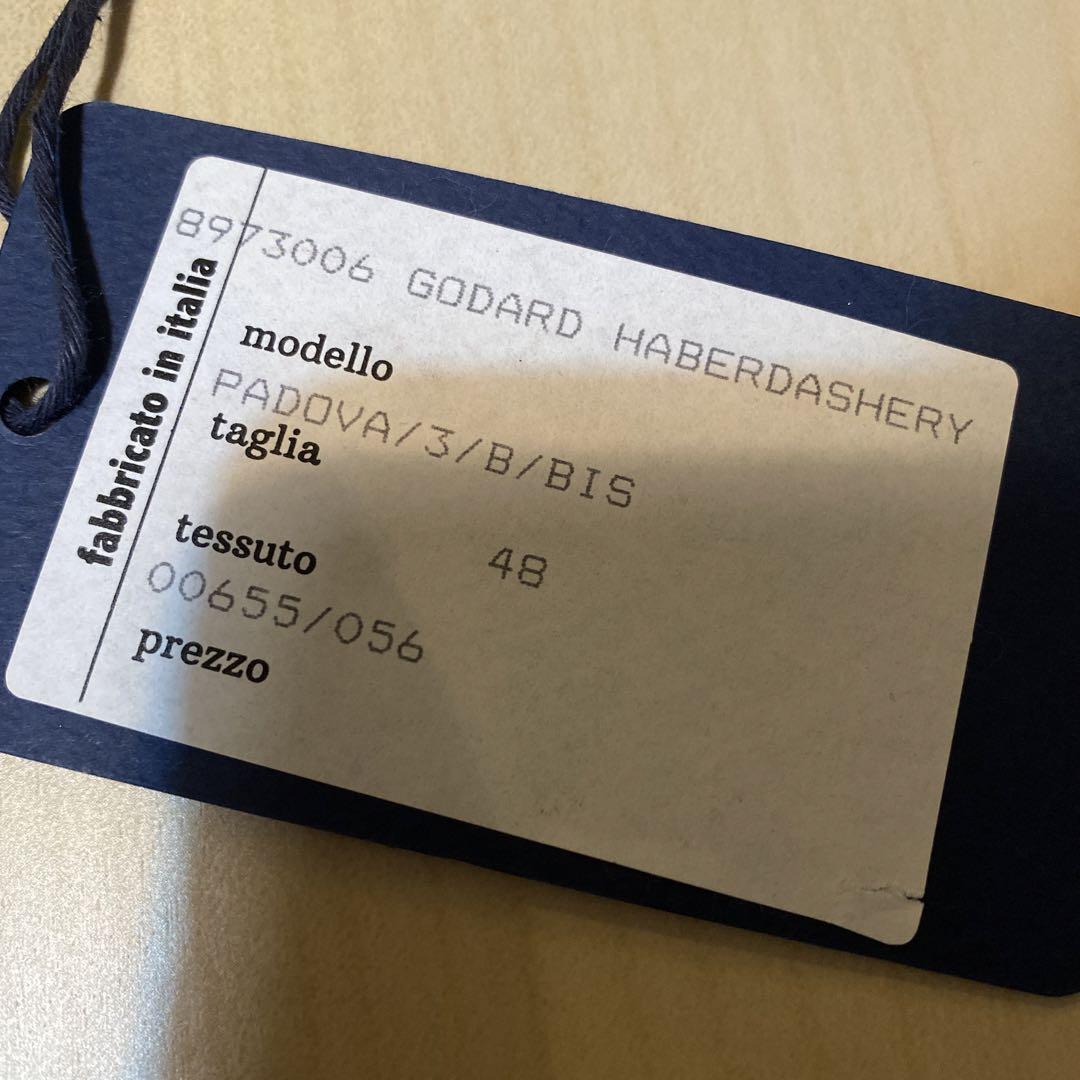 8973006 GODARD HABERDASHERY
modello
PADOVA/3/B/BIS
taglia
48
tessuto
00655/056
prezzo
fabbricato in italia